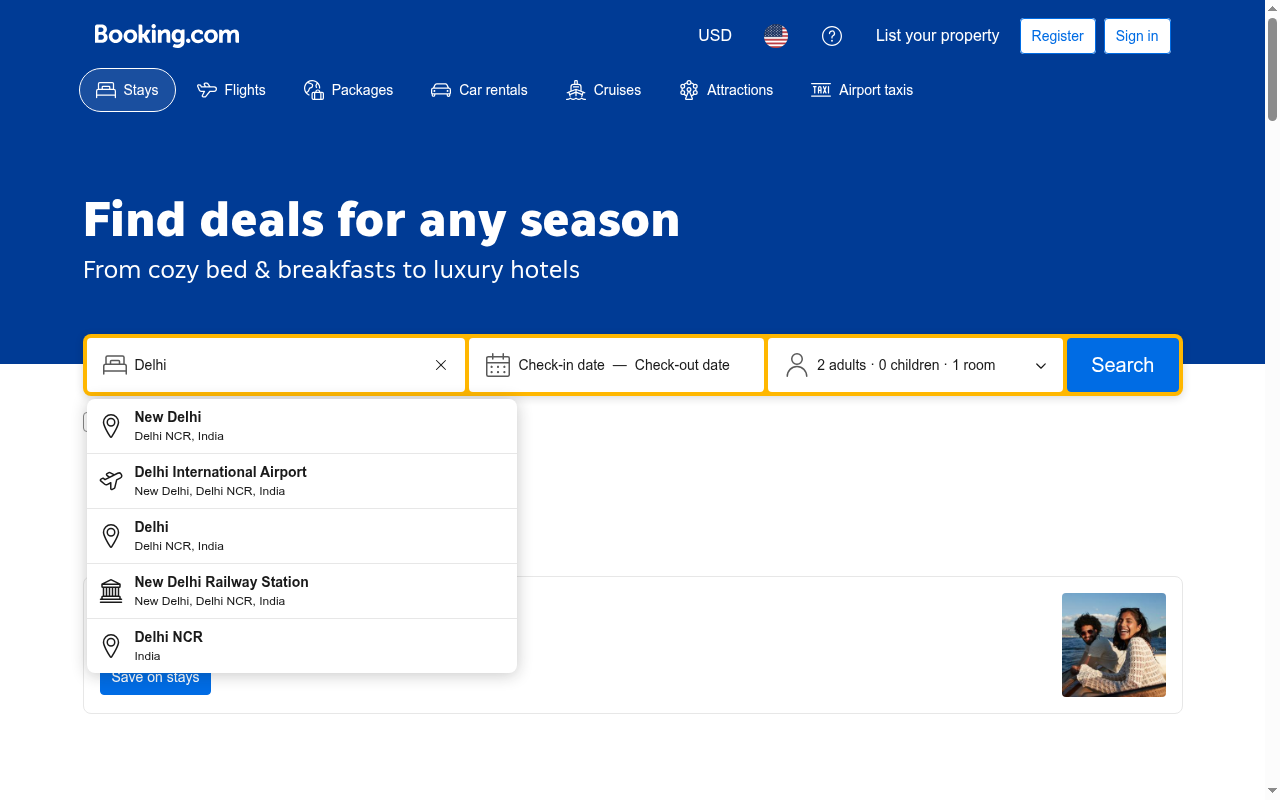 Booking.com
USD
List your property
Register
Sign in
Stays
Flights
Packages
Car rentals
Cruises
Attractions
TAXI
Airport taxis
Find deals for any season
From cozy bed & breakfasts to luxury hotels
Delhi
Check-in date — Check-out date
2 adults · 0 children · 1 room
Search
New Delhi
Delhi NCR, India
Delhi International Airport
New Delhi, Delhi NCR, India
Delhi
Delhi NCR, India
New Delhi Railway Station
New Delhi, Delhi NCR, India
Delhi NCR
India
Save on stays